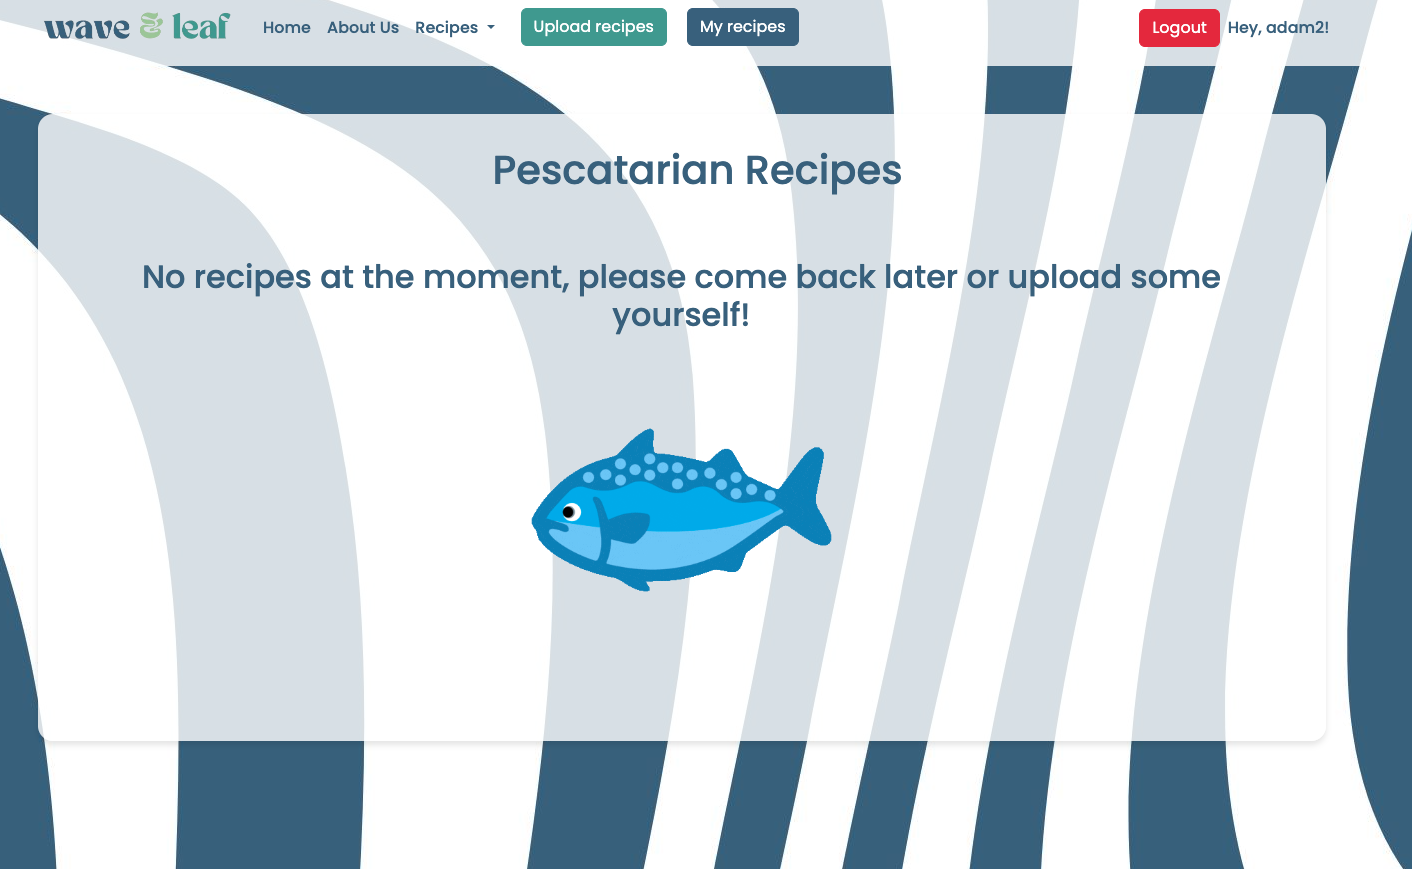 wave & leaf Home About Us Recipes Upload recipes My recipes Logout Hey, adam2!
Pescatarian Recipes
No recipes at the moment, please come back later or upload some
yourself!